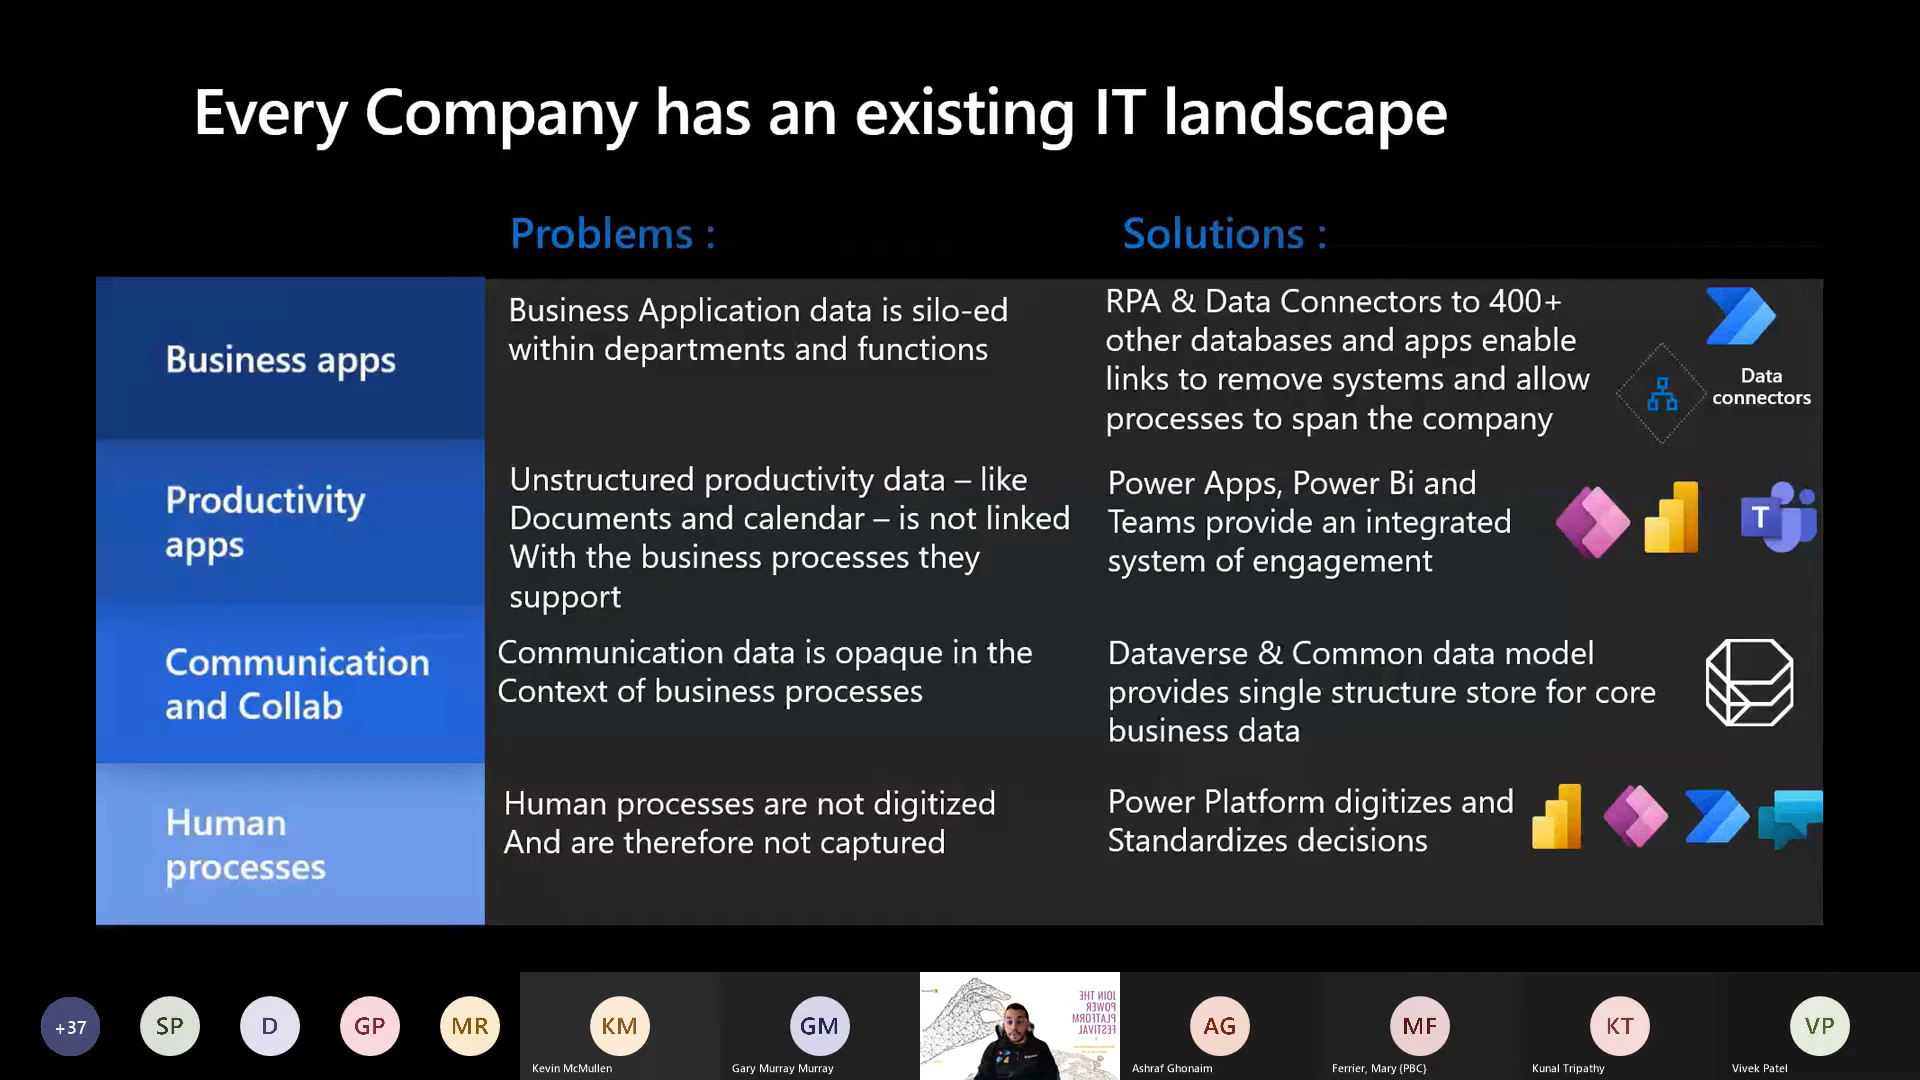 Every Company has an existing IT landscape
Problems :
Solutions :
Business apps
Business Application data is silo-ed
within departments and functions
RPA & Data Connectors to 400+
other databases and apps enable
links to remove systems and allow
processes to span the company
Data
connectors
Productivity
apps
Unstructured productivity data – like
Documents and calendar – is not linked
With the business processes they
support
Power Apps, Power Bi and
Teams provide an integrated
system of engagement
T
Communication
and Collab
Communication data is opaque in the
Context of business processes
Dataverse & Common data model
provides single structure store for core
business data
Human
processes
Human processes are not digitized
And are therefore not captured
Power Platform digitizes and
Standardizes decisions
+37
SP
D
GP
MR
KM
Kevin McMullen
GM
Gary Murray Murray
JOIN THE
POWER
PLATFORM
FESTIVAL
AG
Ashraf Ghonaim
MF
Ferrier, Mary (PBC)
KT
Kunal Tripathy
VP
Vivek Patel